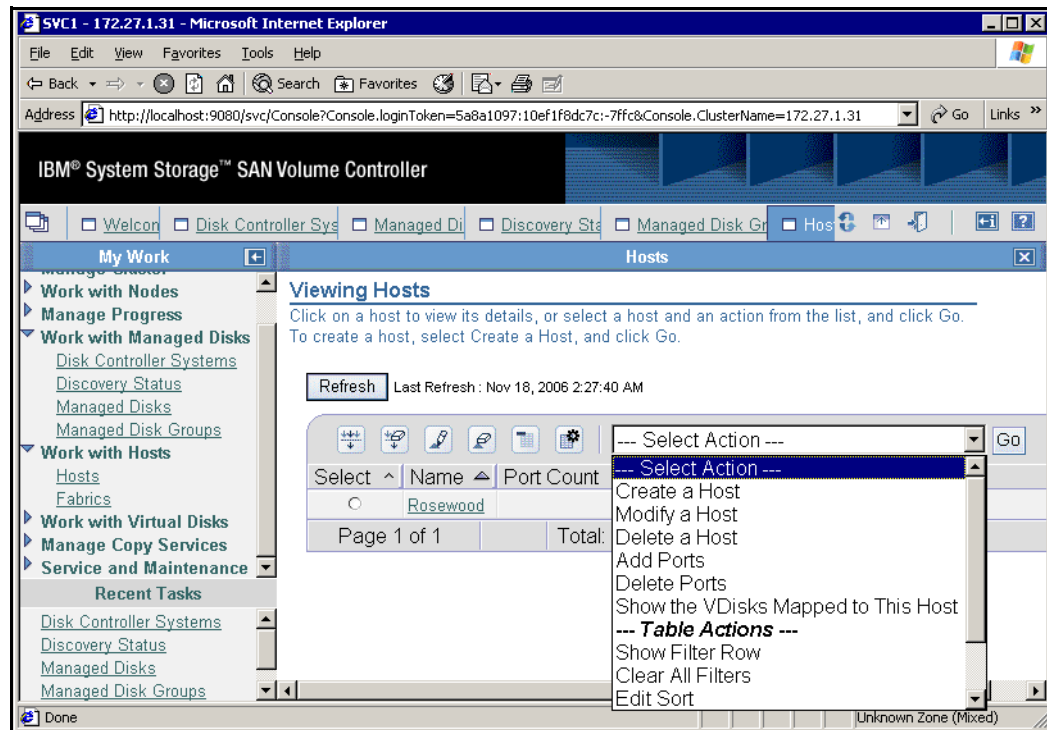 SVC1 - 172.27.1.31 - Microsoft Internet Explorer
File Edit View Favorites Tools Help
Back Search Favorites
Address http://localhost:9080/svc/Console?Console.loginToken=5a8a1097:10ef1f8dc7c:-7ffc&Console.ClusterName=172.27.1.31 Go Links »
IBM® System Storage™ SAN Volume Controller
Welcon Disk Controller Sys Managed Di Discovery Sta Managed Disk Gr Hos
My Work
Hosts
Manage Cluster
Work with Nodes
Manage Progress
Work with Managed Disks
Disk Controller Systems
Discovery Status
Managed Disks
Managed Disk Groups
Work with Hosts
Hosts
Fabrics
Work with Virtual Disks
Manage Copy Services
Service and Maintenance
Recent Tasks
Disk Controller Systems
Discovery Status
Managed Disks
Managed Disk Groups
Viewing Hosts
Click on a host to view its details, or select a host and an action from the list, and click Go.
To create a host, select Create a Host, and click Go.
Refresh Last Refresh : Nov 18, 2006 2:27:40 AM
--- Select Action --- Go
Select Name Port Count
Rosewood
Page 1 of 1 Total:
--- Select Action ---
Create a Host
Modify a Host
Delete a Host
Add Ports
Delete Ports
Show the VDisks Mapped to This Host
--- Table Actions ---
Show Filter Row
Clear All Filters
Edit Sort
Done Unknown Zone (Mixed)